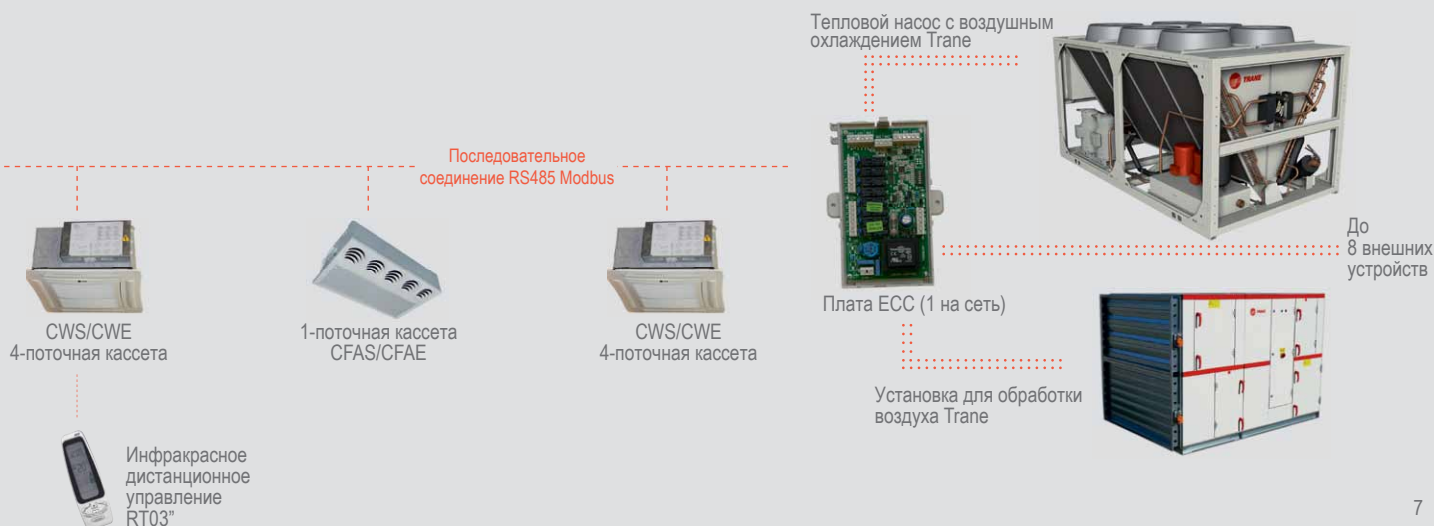 Тепловой насос с воздушным
охлаждением Trane
TRANE
Последовательное
соединение RS485 Modbus
До
8 внешних
устройств
Плата ECC (1 на сеть)
CWS/CWE
4-поточная кассета
1-поточная кассета
CFAS/CFAE
CWS/CWE
4-поточная кассета
Установка для обработки
воздуха Trane
Инфракрасное
дистанционное
управление
RT03”
7